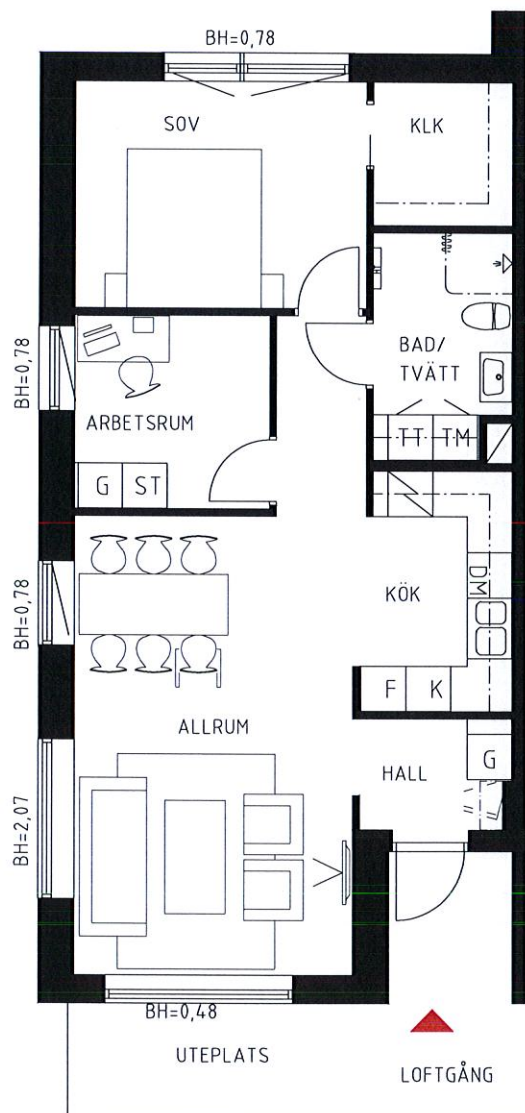 BH=0,78
SOV
KLK
BH=0,78
BAD/
TVÄTT
ARBETSRUM
TT TM
G ST
BH=0,78
KÖK
DM
F K
ALLRUM
HALL
G
BH=2,07
BH=0,48
UTEPLATS
LOFTGÅNG